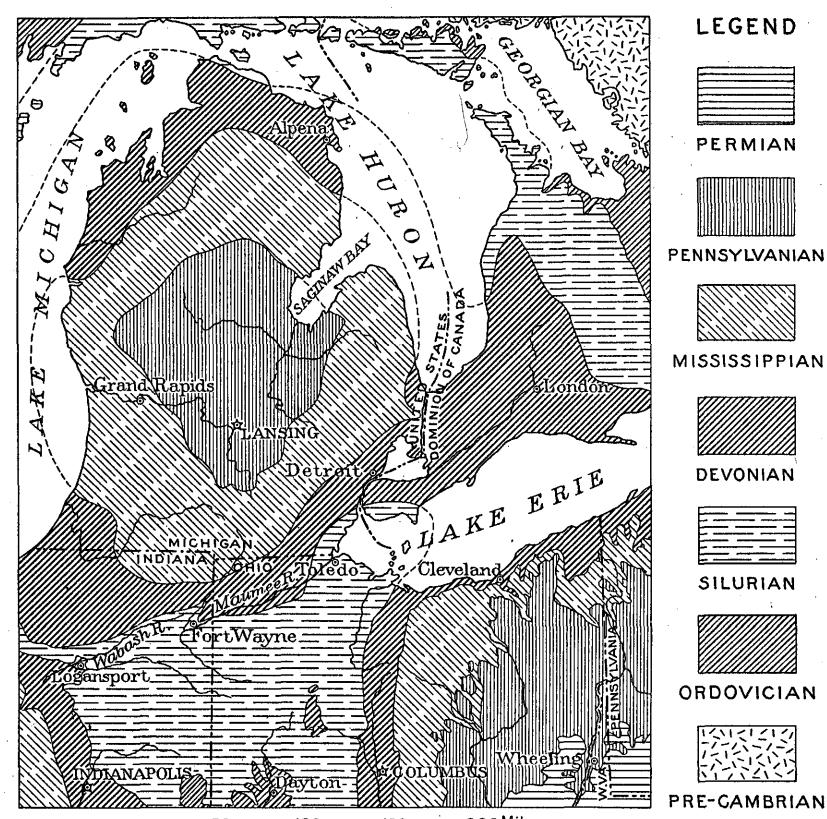 LEGEND
PERMIAN
PENNSYLVANIAN
MISSISSIPPIAN
DEVONIAN
SILURIAN
ORDOVICIAN
PRE-CAMBRIAN
LAKE HURON
GEORGIAN BAY
Alpena
LAKE MICHIGAN
SAGINAW BAY
UNITED STATES
DOMINION OF CANADA
Grand Rapids
London
LANSING
Detroit
LAKE ERIE
MICHIGAN
INDIANA
OHIO
Toledo
Cleveland
Maumee R.
Fort Wayne
Wabash R.
Logansport
PENNSYLVANIA
W.VA.
Wheeling
INDIANAPOLIS
Dayton
COLUMBUS